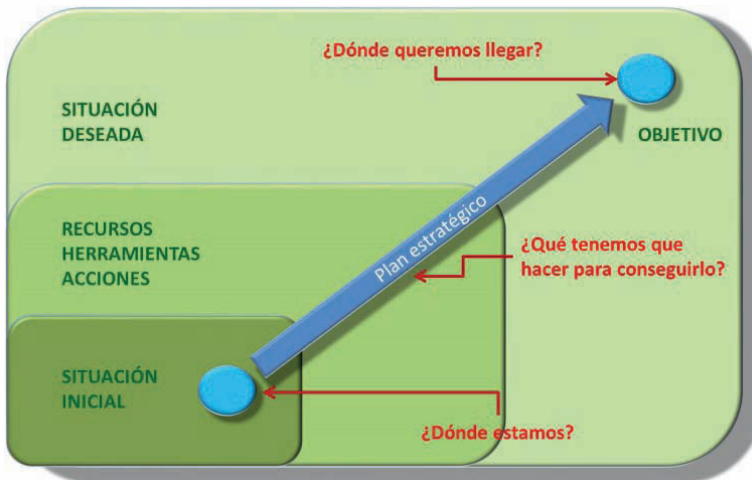 ¿Dónde queremos llegar?
SITUACIÓN
DESEADA
OBJETIVO
RECURSOS
HERRAMIENTAS
ACCIONES
Plan estratégico
¿Qué tenemos que
hacer para conseguirlo?
SITUACIÓN
INICIAL
¿Dónde estamos?